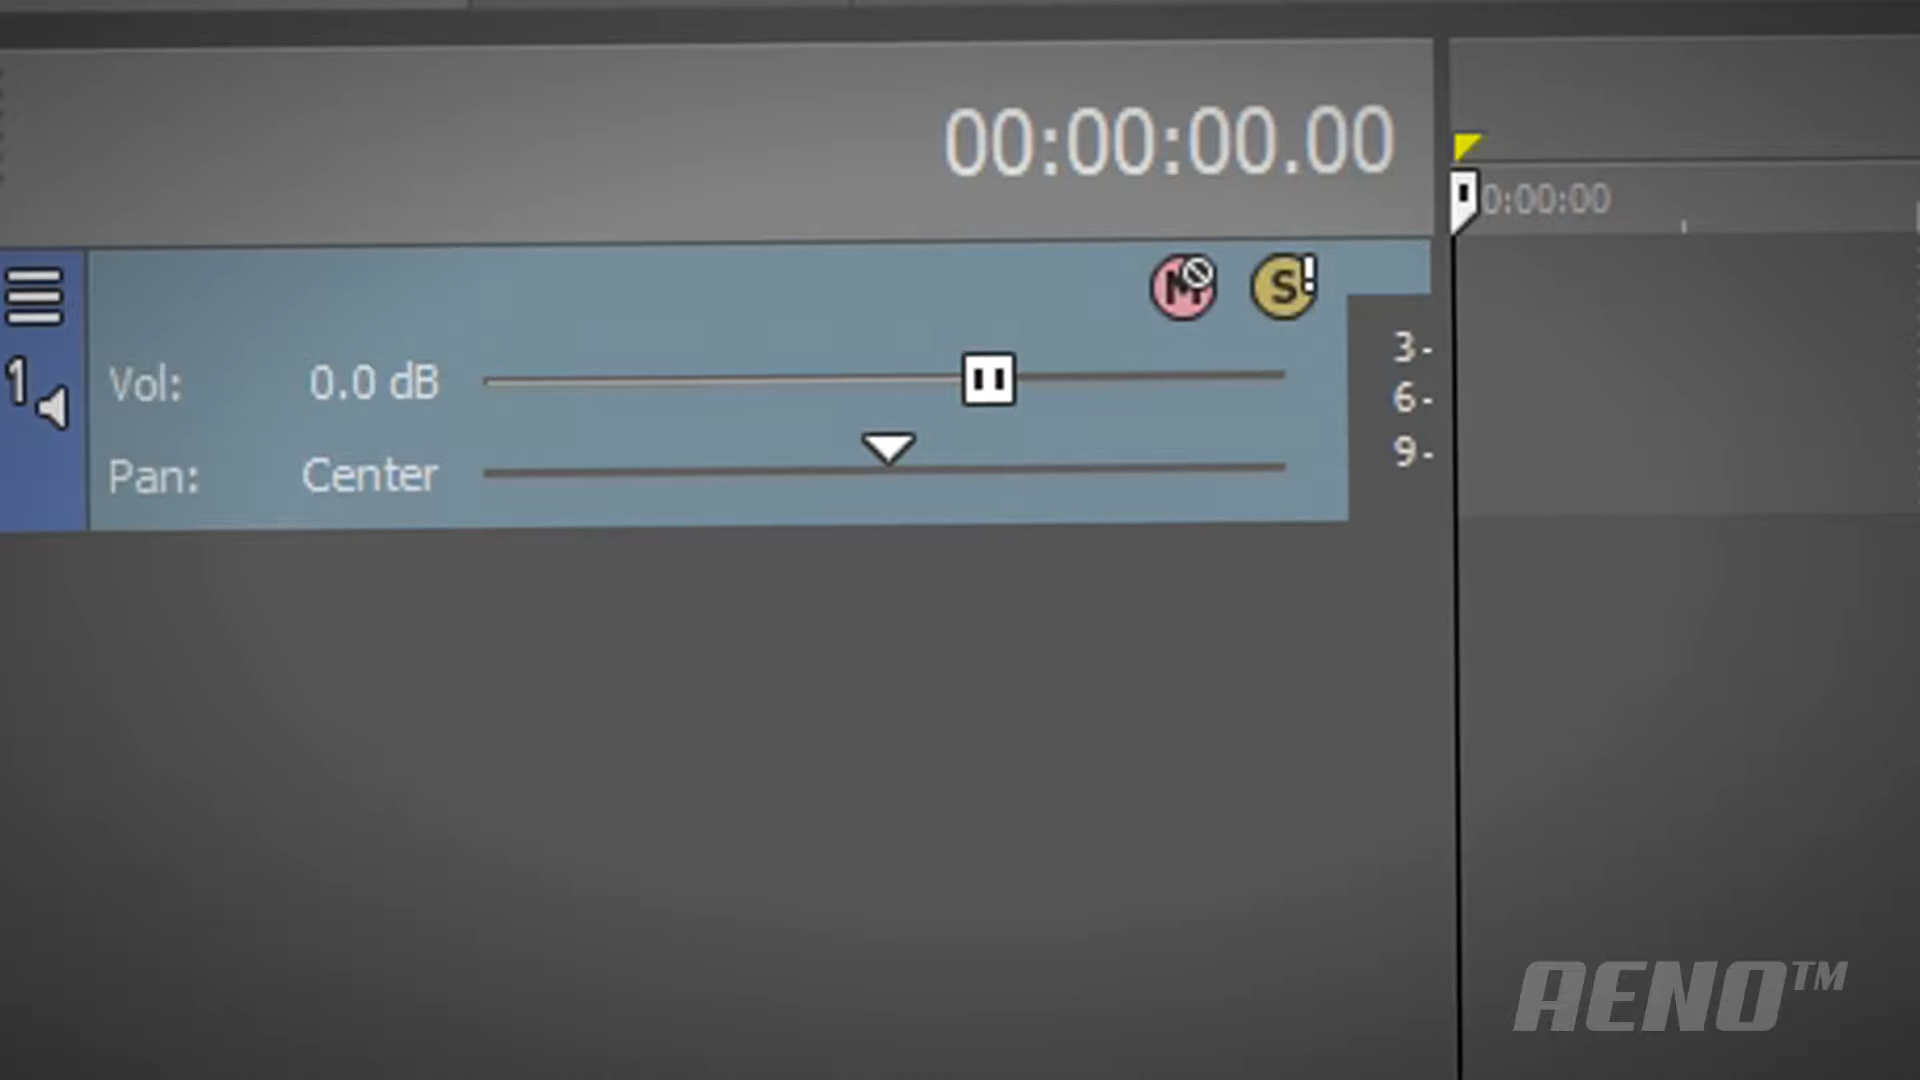 00:00:00.00
0:00:00
M S!
1
Vol: 0.0 dB
Pan: Center
3-
6-
9-
AENO™